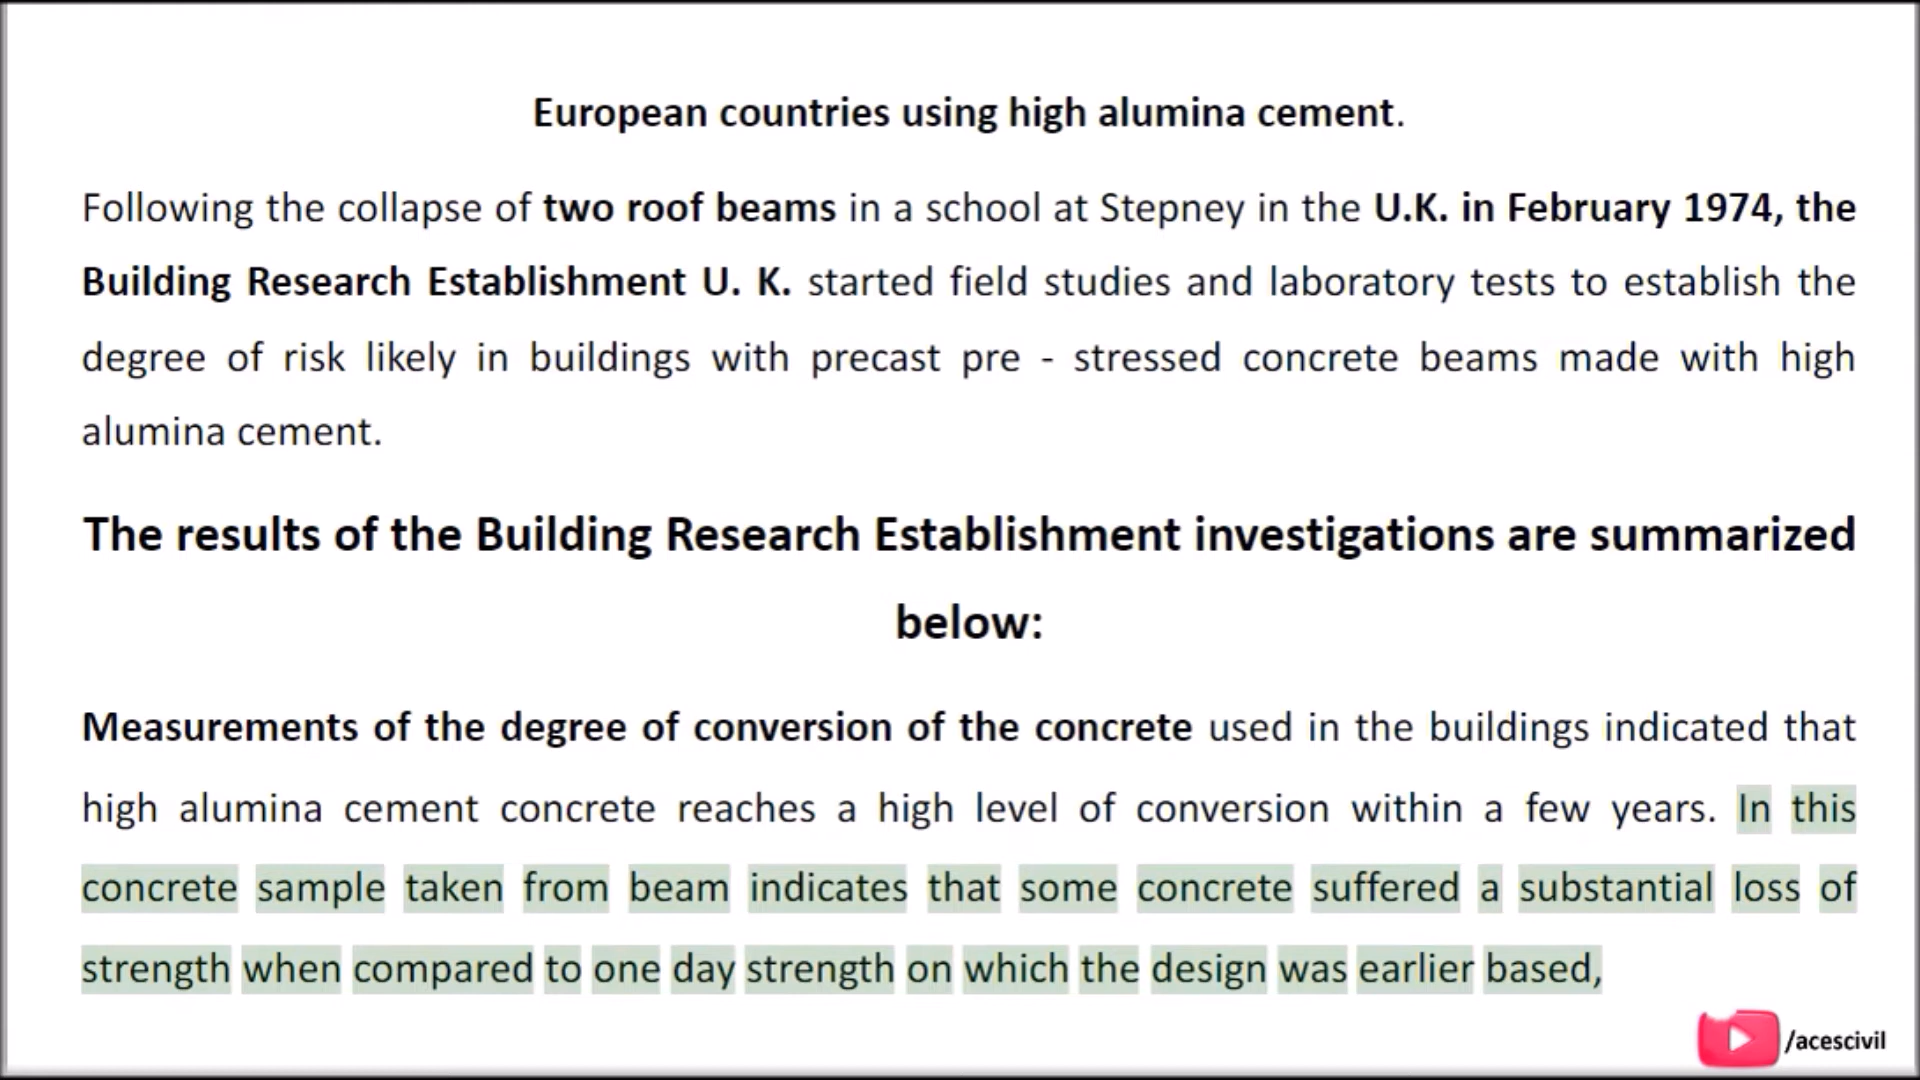 European countries using high alumina cement.
Following the collapse of two roof beams in a school at Stepney in the U.K. in February 1974, the
Building Research Establishment U. K. started field studies and laboratory tests to establish the
degree of risk likely in buildings with precast pre - stressed concrete beams made with high
alumina cement.
The results of the Building Research Establishment investigations are summarized
below:
Measurements of the degree of conversion of the concrete used in the buildings indicated that
high alumina cement concrete reaches a high level of conversion within a few years. In this
concrete sample taken from beam indicates that some concrete suffered a substantial loss of
strength when compared to one day strength on which the design was earlier based,
/acescivil